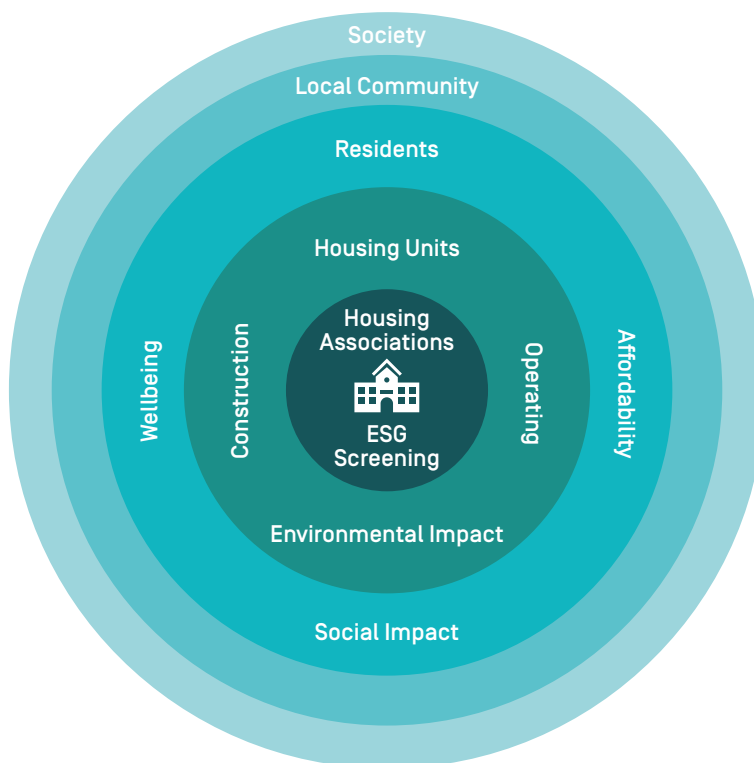 Society
Local Community
Residents
Housing Units
Housing
Associations
ESG
Screening
Wellbeing
Construction
Operating
Affordability
Environmental Impact
Social Impact